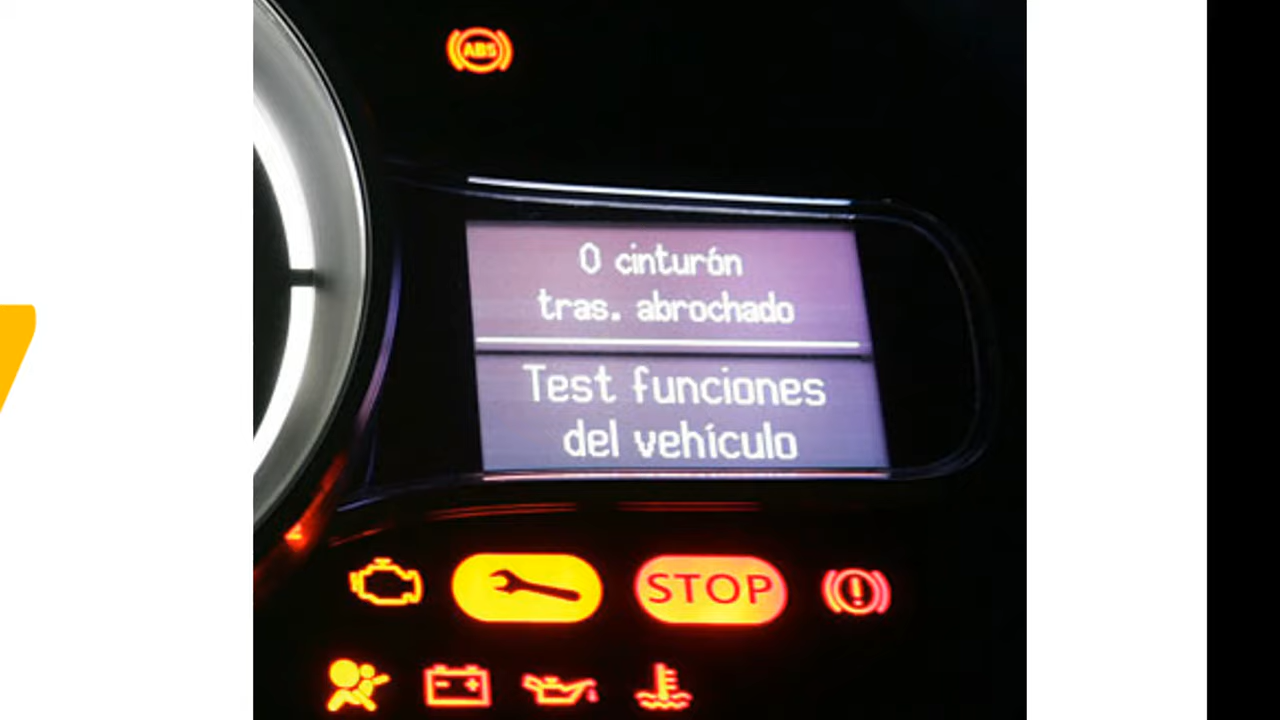 ABS
0 cinturón
tras. abrochado
Test funciones
del vehículo
STOP